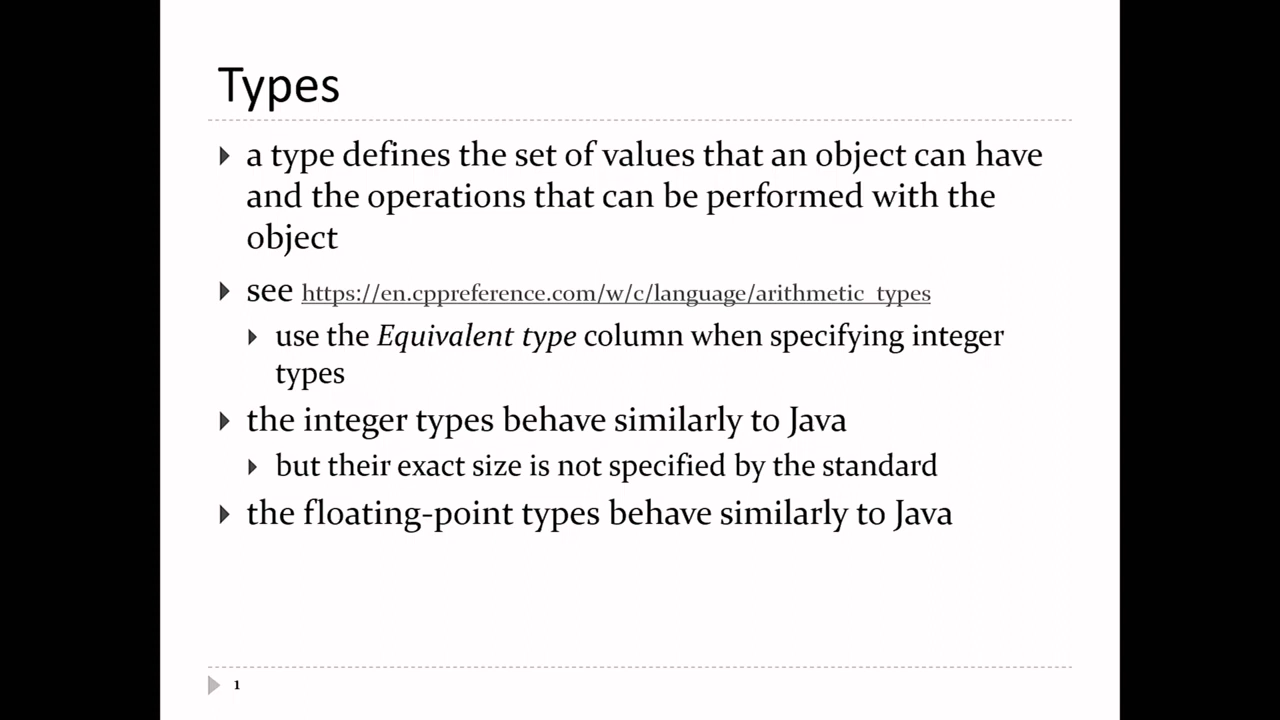 Types
a type defines the set of values that an object can have
and the operations that can be performed with the
object
see https://en.cppreference.com/w/c/language/arithmetic_types
use the Equivalent type column when specifying integer
types
the integer types behave similarly to Java
but their exact size is not specified by the standard
the floating-point types behave similarly to Java
1